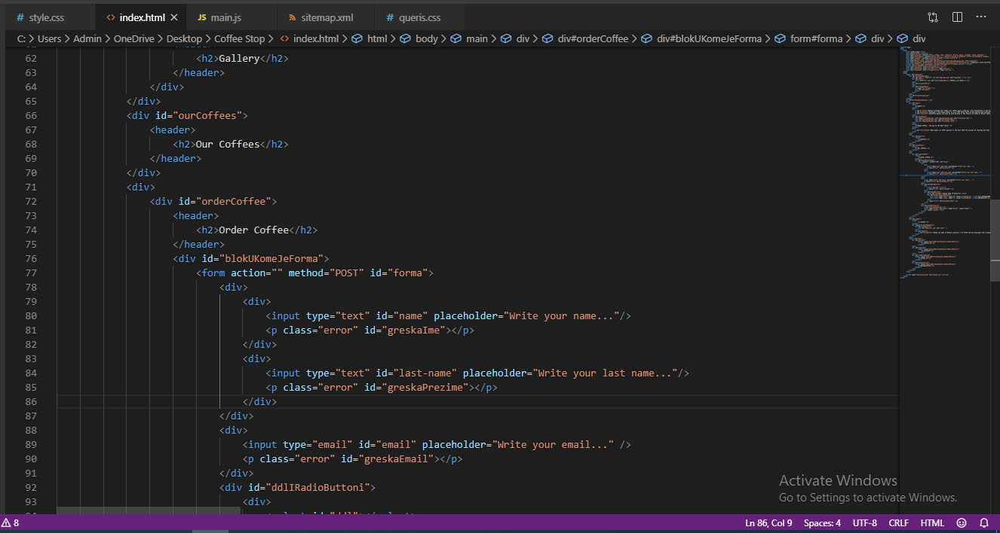 style.css index.html main.js sitemap.xml queris.css
C: > Users > Admin > OneDrive > Desktop > Coffee Stop > index.html > html > body > main > div > div#orderCoffee > div#blokUKomeJeForma > form#forma > div > div
62 <h2>Gallery</h2>
63 </header>
64 </div>
65 </div>
66 <div id="ourCoffees">
67 <header>
68 <h2>Our Coffees</h2>
69 </header>
70 </div>
71 <div>
72 <div id="orderCoffee">
73 <header>
74 <h2>Order Coffee</h2>
75 </header>
76 <div id="blokUKomeJeForma">
77 <form action="" method="POST" id="forma">
78 <div>
79 <div>
80 <input type="text" id="name" placeholder="Write your name..."/>
81 <p class="error" id="greskaIme"></p>
82 </div>
83 <div>
84 <input type="text" id="last-name" placeholder="Write your last name..."/>
85 <p class="error" id="greskaPrezime"></p>
86 </div>
87 </div>
88 <div>
89 <input type="email" id="email" placeholder="Write your email..." />
90 <p class="error" id="greskaEmail"></p>
91 </div>
92 <div id="ddlIRadioButtoni">
93 <div>
Activate Windows
Go to Settings to activate Windows.
8 Ln 86, Col 9 Spaces: 4 UTF-8 CRLF HTML